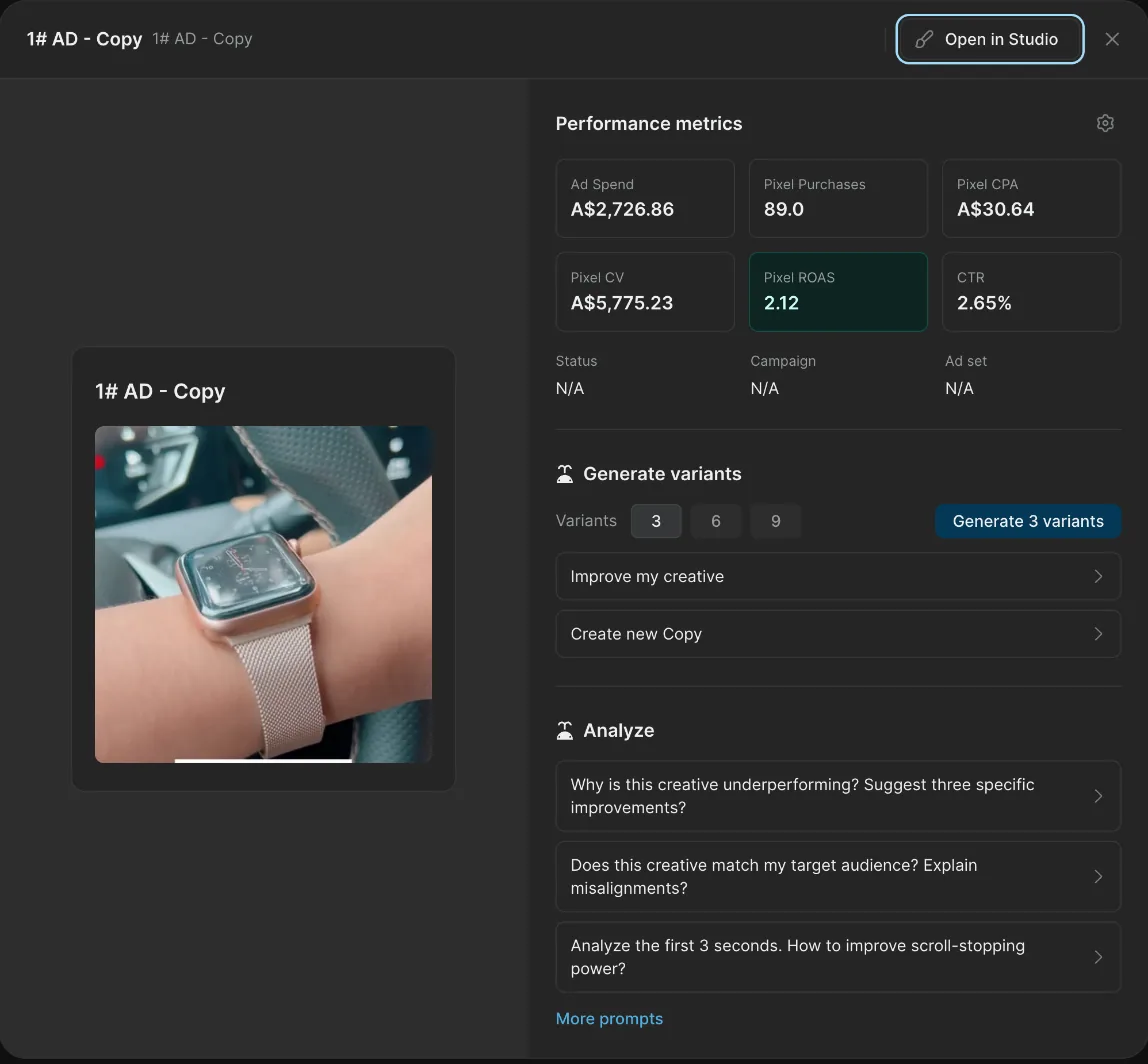 1# AD - Copy 1# AD - Copy
Open in Studio
1# AD - Copy
Performance metrics
Ad Spend
A$2,726.86
Pixel Purchases
89.0
Pixel CPA
A$30.64
Pixel CV
A$5,775.23
Pixel ROAS
2.12
CTR
2.65%
Status
N/A
Campaign
N/A
Ad set
N/A
Generate variants
Variants 3 6 9 Generate 3 variants
Improve my creative
Create new Copy
Analyze
Why is this creative underperforming? Suggest three specific
improvements?
Does this creative match my target audience? Explain
misalignments?
Analyze the first 3 seconds. How to improve scroll-stopping
power?
More prompts